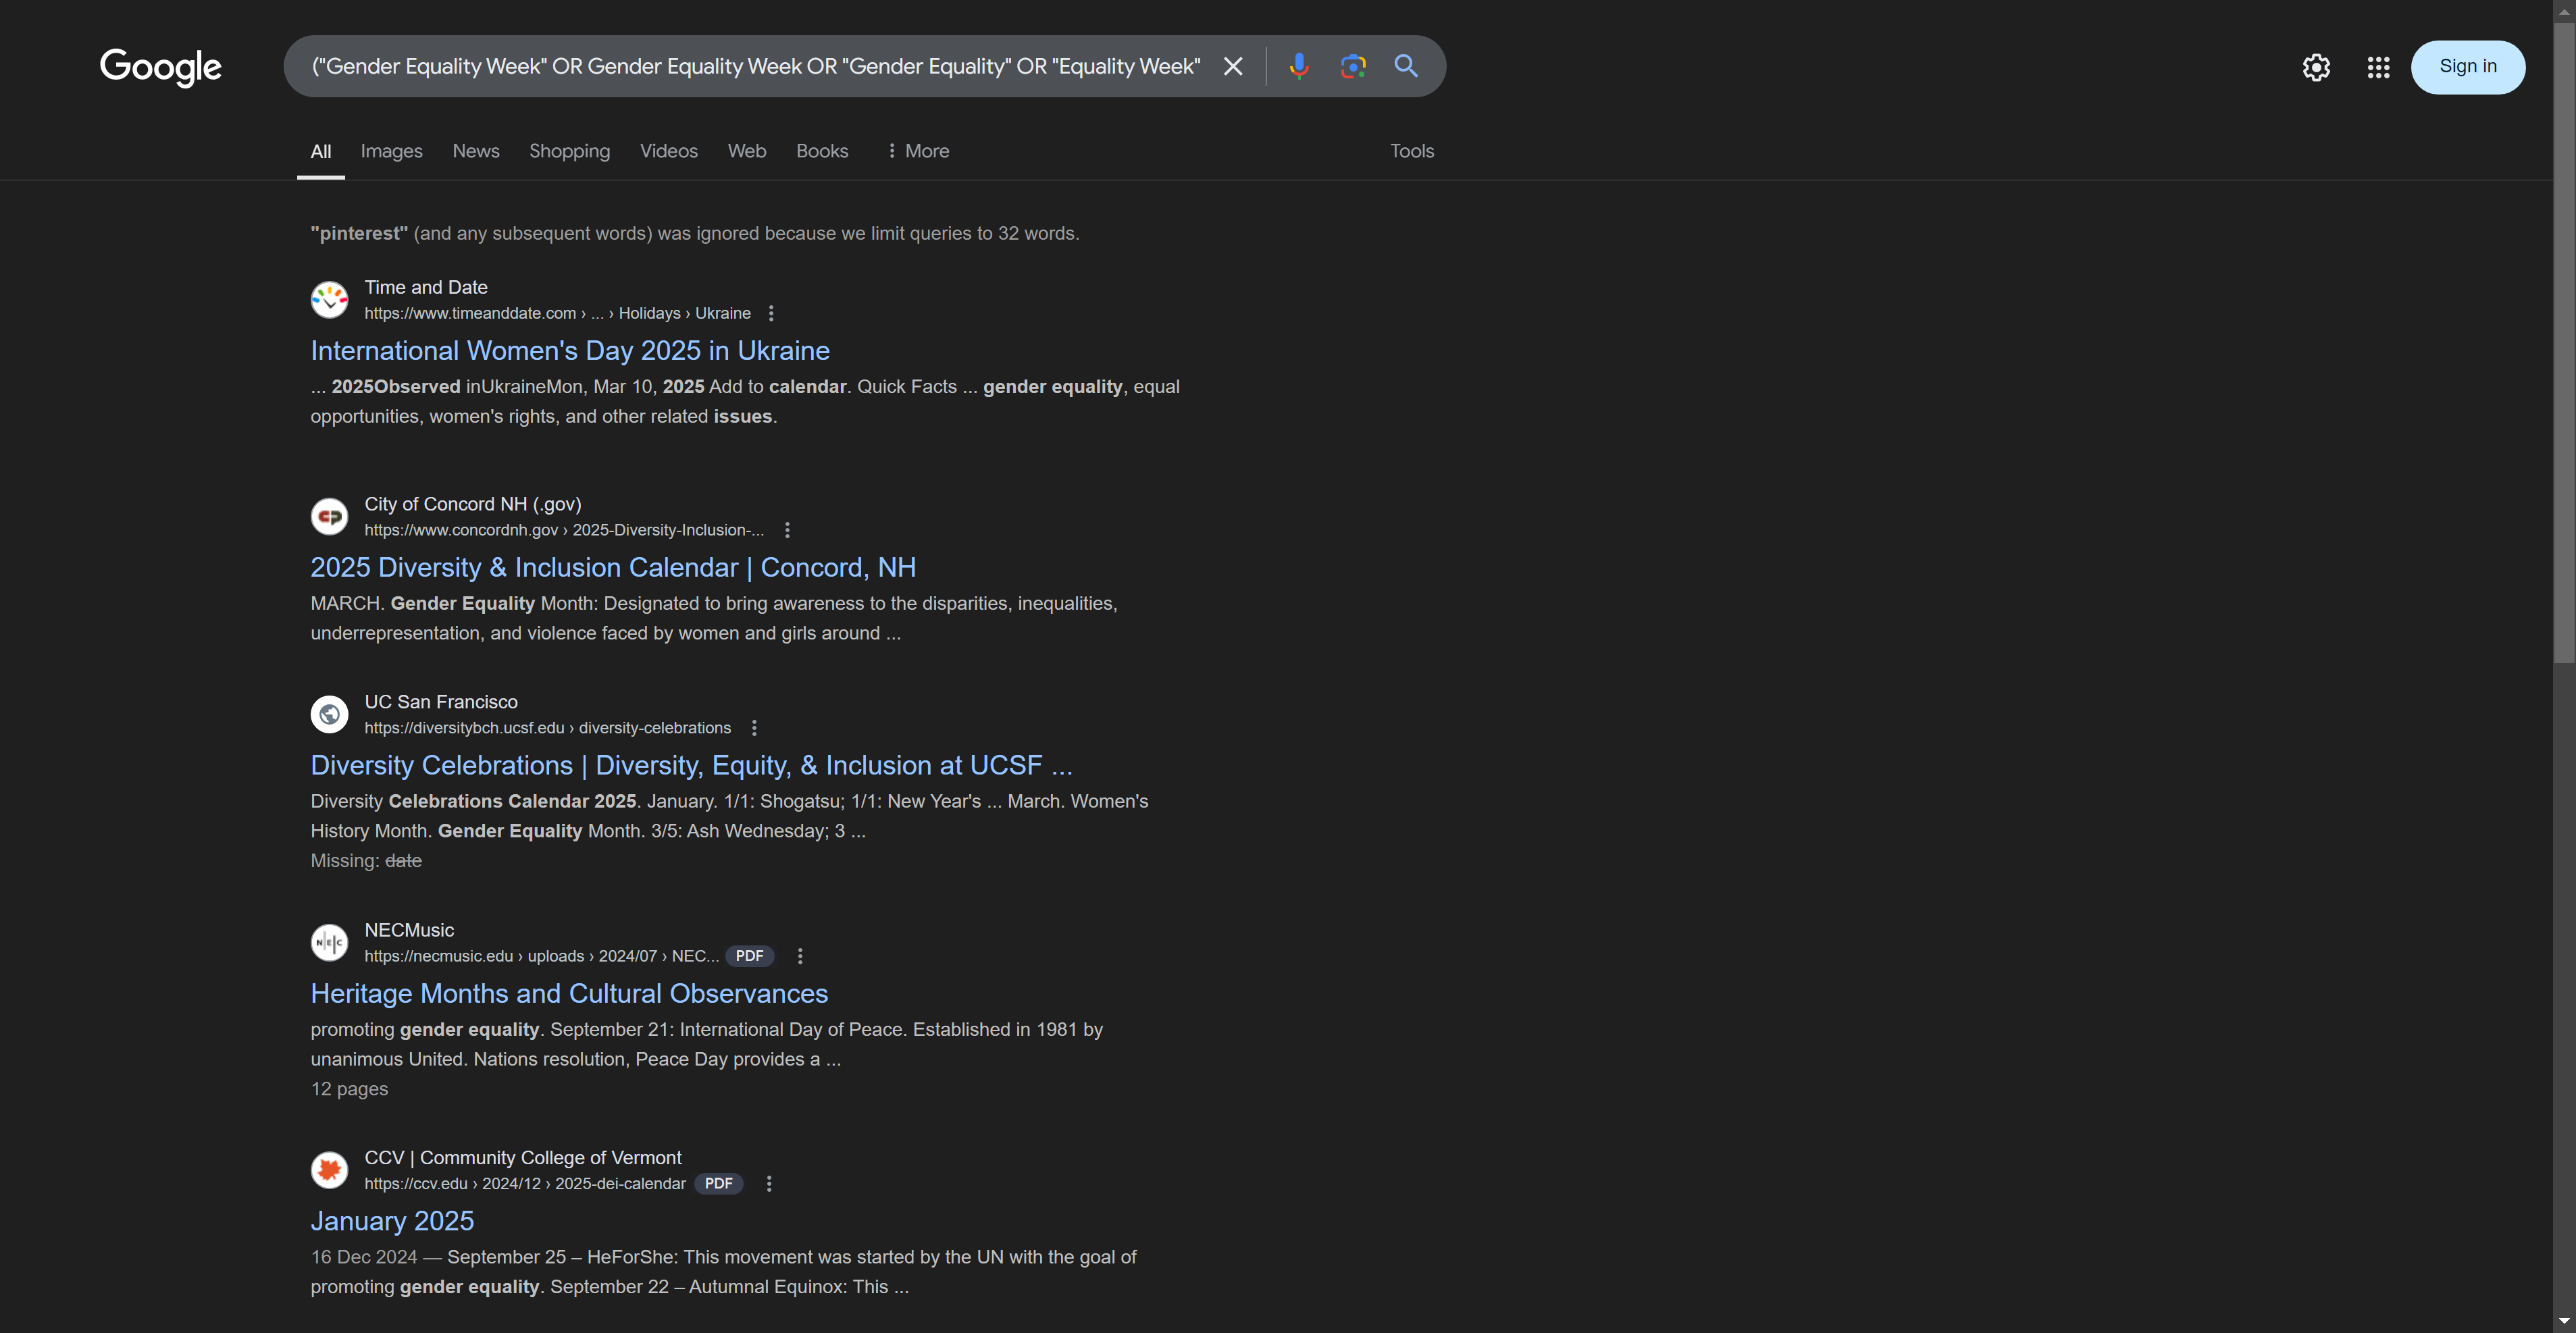 Google
("Gender Equality Week" OR Gender Equality Week OR "Gender Equality" OR "Equality Week"
Sign in
All Images News Shopping Videos Web Books More Tools
"pinterest" (and any subsequent words) was ignored because we limit queries to 32 words.
Time and Date
https://www.timeanddate.com › ... › Holidays › Ukraine
International Women's Day 2025 in Ukraine
... 2025Observed inUkraineMon, Mar 10, 2025 Add to calendar. Quick Facts ... gender equality, equal
opportunities, women's rights, and other related issues.
City of Concord NH (.gov)
https://www.concordnh.gov › 2025-Diversity-Inclusion-...
2025 Diversity & Inclusion Calendar | Concord, NH
MARCH. Gender Equality Month: Designated to bring awareness to the disparities, inequalities,
underrepresentation, and violence faced by women and girls around ...
UC San Francisco
https://diversitybch.ucsf.edu › diversity-celebrations
Diversity Celebrations | Diversity, Equity, & Inclusion at UCSF ...
Diversity Celebrations Calendar 2025. January. 1/1: Shogatsu; 1/1: New Year's ... March. Women's
History Month. Gender Equality Month. 3/5: Ash Wednesday; 3 ...
Missing: date
N|E|C
NECMusic
https://necmusic.edu › uploads › 2024/07 › NEC... PDF
Heritage Months and Cultural Observances
promoting gender equality. September 21: International Day of Peace. Established in 1981 by
unanimous United. Nations resolution, Peace Day provides a ...
12 pages
CCV | Community College of Vermont
https://ccv.edu › 2024/12 › 2025-dei-calendar PDF
January 2025
16 Dec 2024 — September 25 – HeForShe: This movement was started by the UN with the goal of
promoting gender equality. September 22 – Autumnal Equinox: This ...